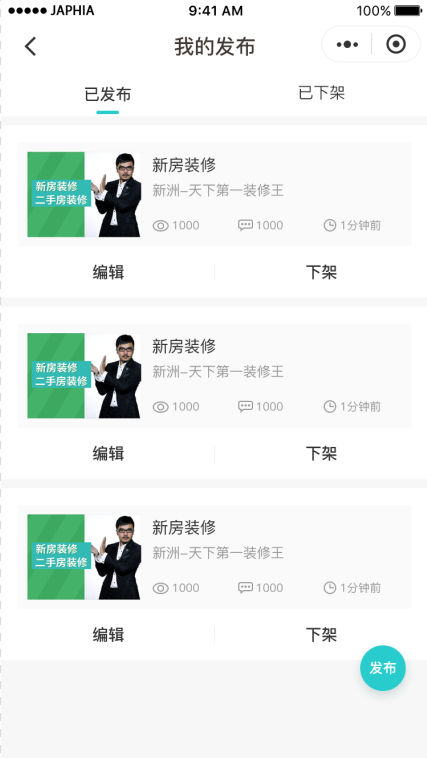 JAPHIA 9:41 AM 100%
我的发布
已发布 已下架
新房装修
二手房装修
新房装修
新洲-天下第一装修王
1000 1000 1分钟前
编辑 下架
新房装修
二手房装修
新房装修
新洲-天下第一装修王
1000 1000 1分钟前
编辑 下架
新房装修
二手房装修
新房装修
新洲-天下第一装修王
1000 1000 1分钟前
编辑 下架
发布